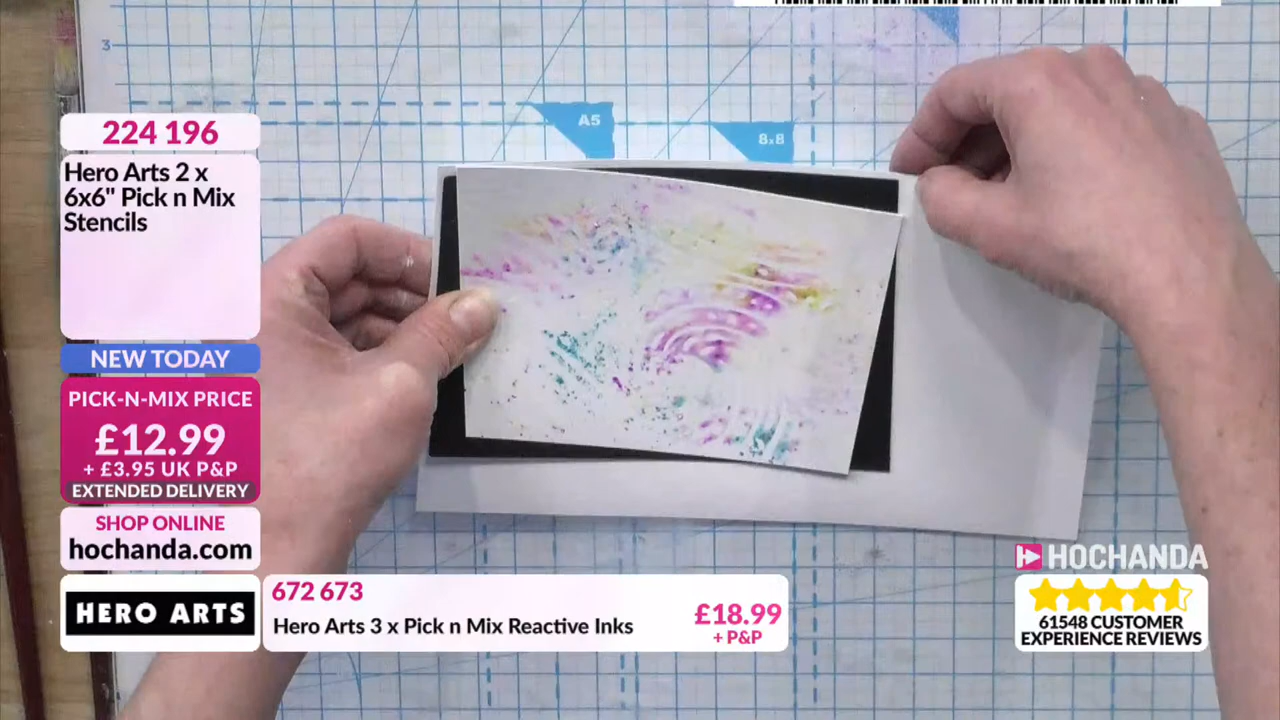 3
A5
8x8
224 196
Hero Arts 2 x
6x6" Pick n Mix
Stencils
NEW TODAY
PICK-N-MIX PRICE
£12.99
+ £3.95 UK P&P
EXTENDED DELIVERY
SHOP ONLINE
hochanda.com
HERO ARTS
672 673
Hero Arts 3 x Pick n Mix Reactive Inks
£18.99
+ P&P
HOCHANDA
61548 CUSTOMER
EXPERIENCE REVIEWS